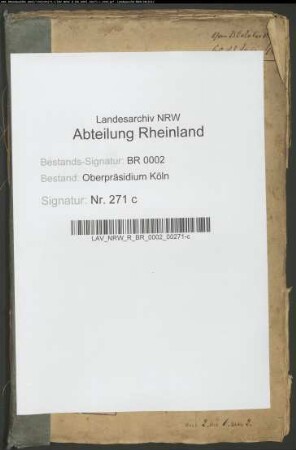 Landesarchiv NRW
Abteilung Rheinland
Bestands-Signatur: BR 0002
Bestand: Oberpräsidium Köln
Signatur: Nr. 271 c
LAV_NRW_R_BR_0002_00271-c